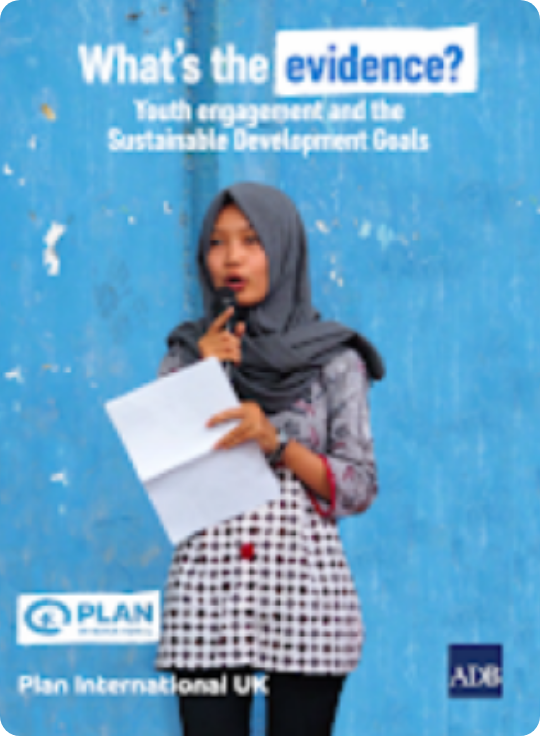 What's the evidence?
Youth engagement and the
Sustainable Development Goals
PLAN
Plan International UK
ADB